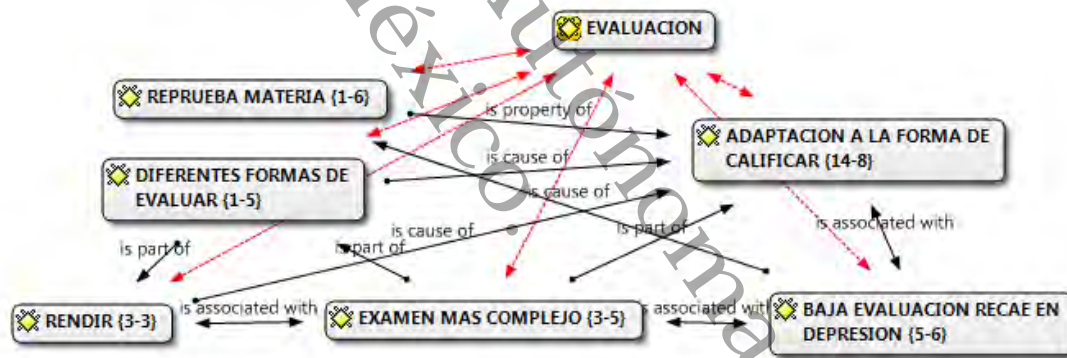 EVALUACION
REPRUEBA MATERIA {1-6}
is property of
ADAPTACION A LA FORMA DE
CALIFICAR {14-8}
is cause of
DIFERENTES FORMAS DE
EVALUAR {1-5}
is cause of
is associated with
is cause of
is part of
is part of
is part of
is associated with
is associated with
RENDIR {3-3}
EXAMEN MAS COMPLEJO {3-5}
BAJA EVALUACION RECAE EN
DEPRESION {5-6}
utónoma
México